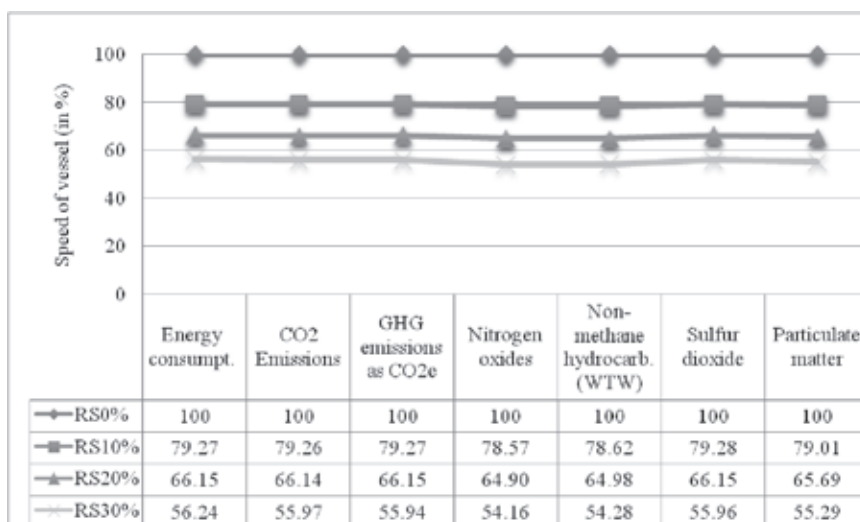 100
80
60
40
20
0
Speed of vessel (in %)
Energy consumpt.
CO2 Emissions
GHG emissions as CO2e
Nitrogen oxides
Non-methane hydrocarb. (WTW)
Sulfur dioxide
Particulate matter
RS0% 100 100 100 100 100 100 100
RS10% 79.27 79.26 79.27 78.57 78.62 79.28 79.01
RS20% 66.15 66.14 66.15 64.90 64.98 66.15 65.69
RS30% 56.24 55.97 55.94 54.16 54.28 55.96 55.29